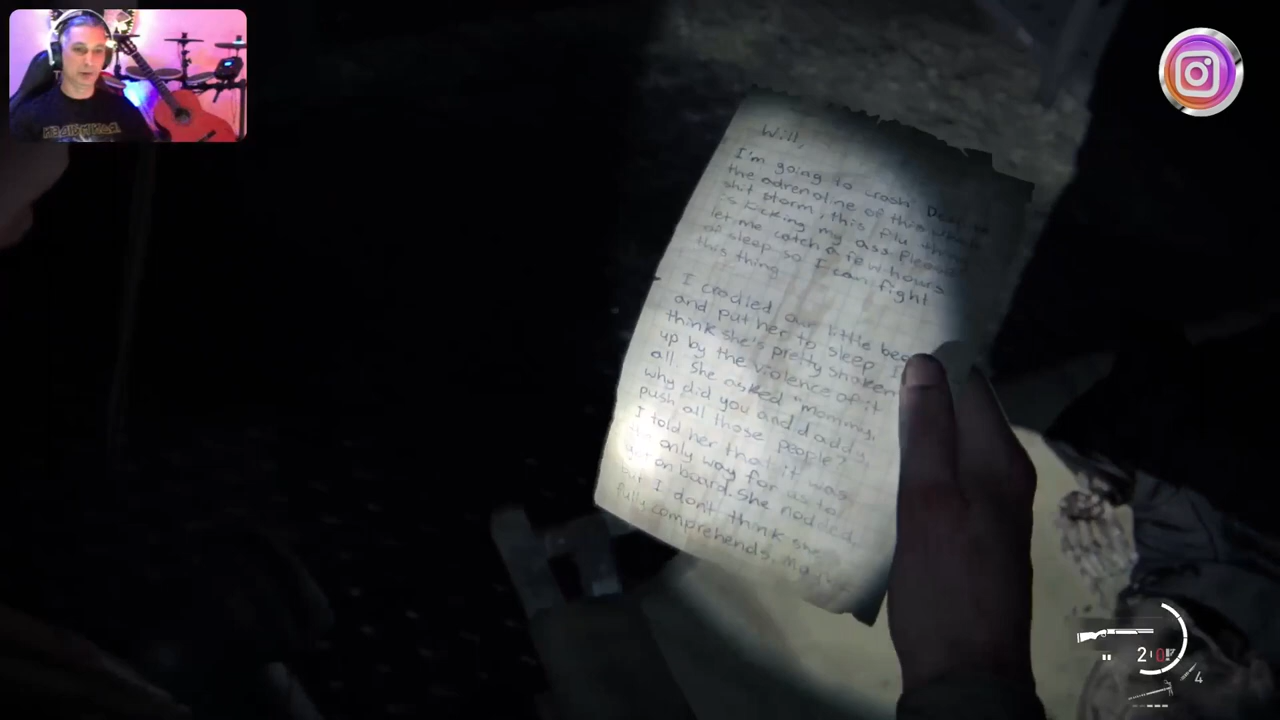 Will,
I'm going to crash. Despite
the adrenaline of this whole
shit storm, this flu thing
is kicking my ass. Please
let me catch a few hours
of sleep so I can fight
this thing
I cradled our little bear
and put her to sleep. I
think she's pretty shaken
up by the violence of it
all. She asked "mommy,
why did you and daddy
push all those people?"
I told her that it was
the only way for us to
get on board. She nodded,
but I don't think she
fully comprehends.
2
0
4